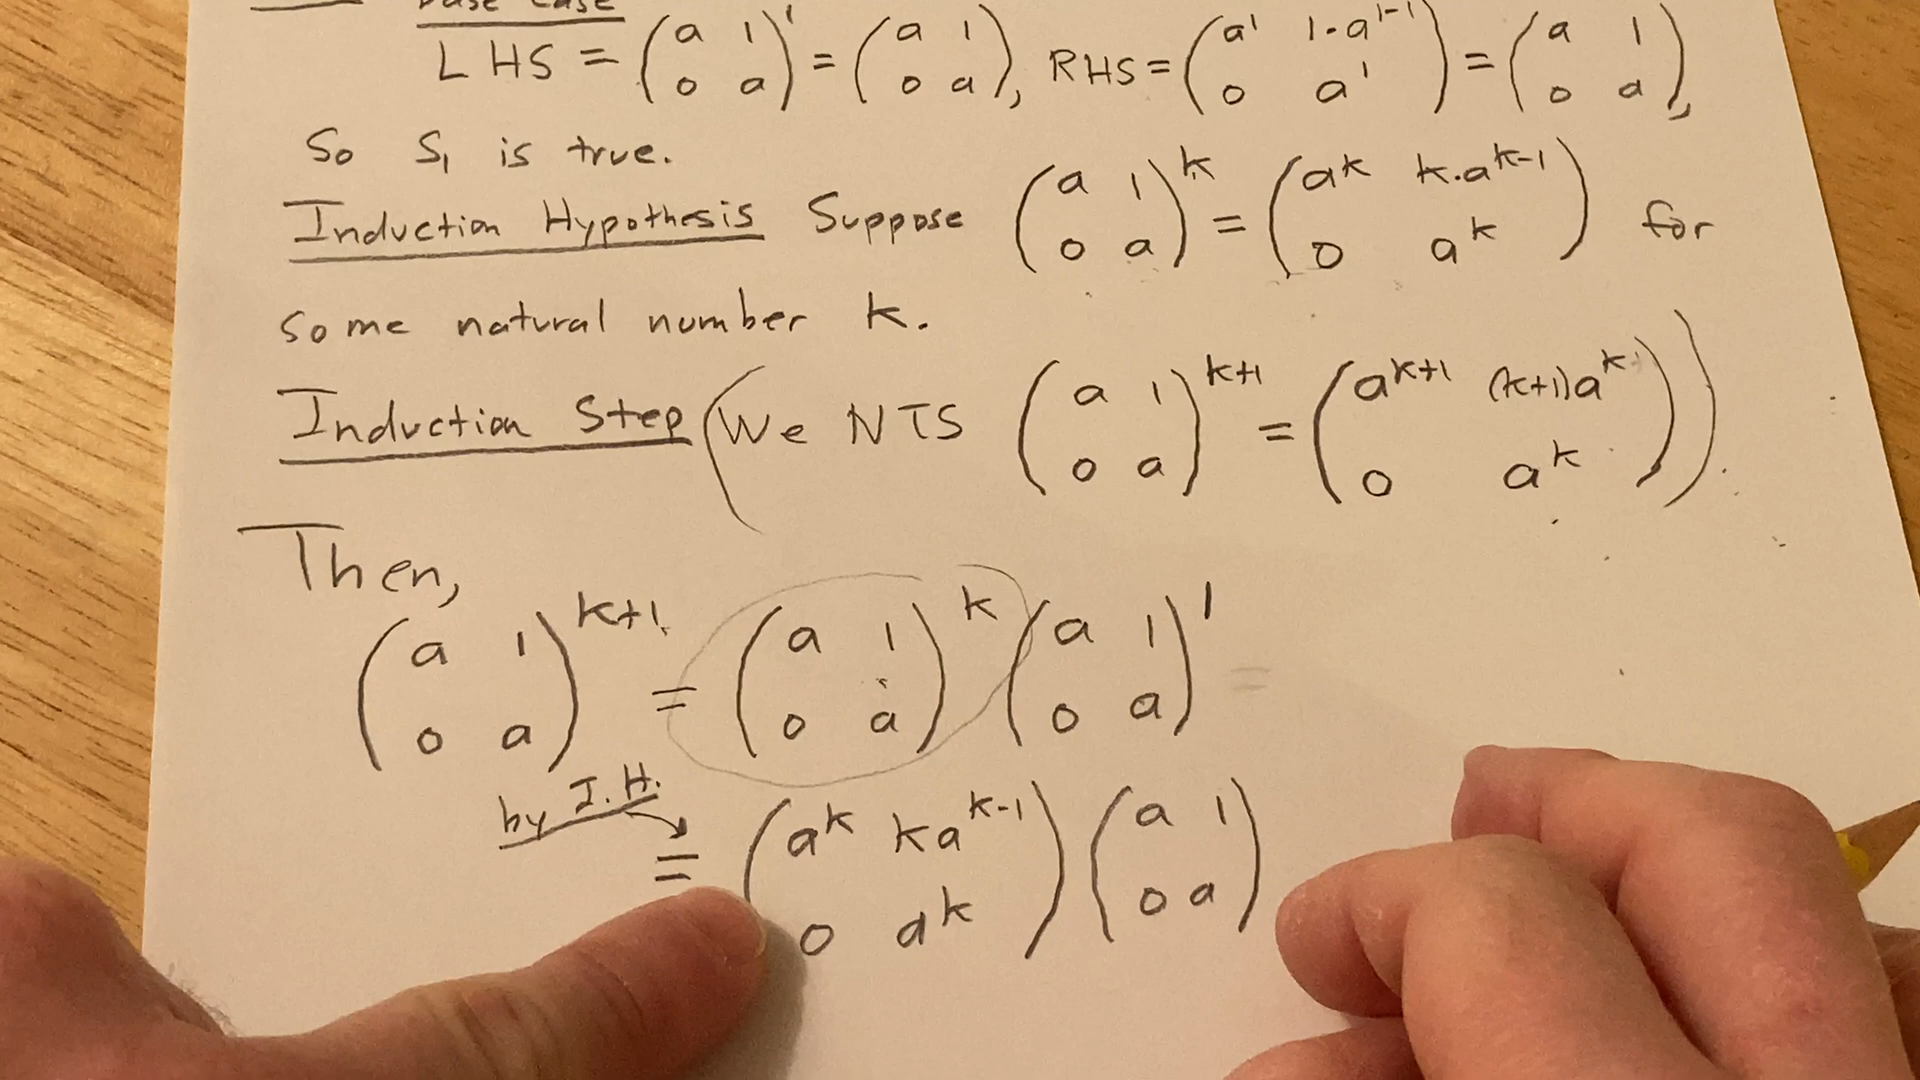 Base Case
LHS = (a 1 / 0 a)^1 = (a 1 / 0 a), RHS = (a^1 1·a^{1-1} / 0 a^1) = (a 1 / 0 a),
So S_1 is true.
Induction Hypothesis Suppose (a 1 / 0 a)^k = (a^k k·a^{k-1} / 0 a^k) for
some natural number k.
Induction Step (We NTS (a 1 / 0 a)^{k+1} = (a^{k+1} (k+1)a^k / 0 a^k))
Then,
(a 1 / 0 a)^{k+1} = (a 1 / 0 a)^k (a 1 / 0 a)^1 =
by I.H. = (a^k ka^{k-1} / 0 a^k) (a 1 / 0 a)